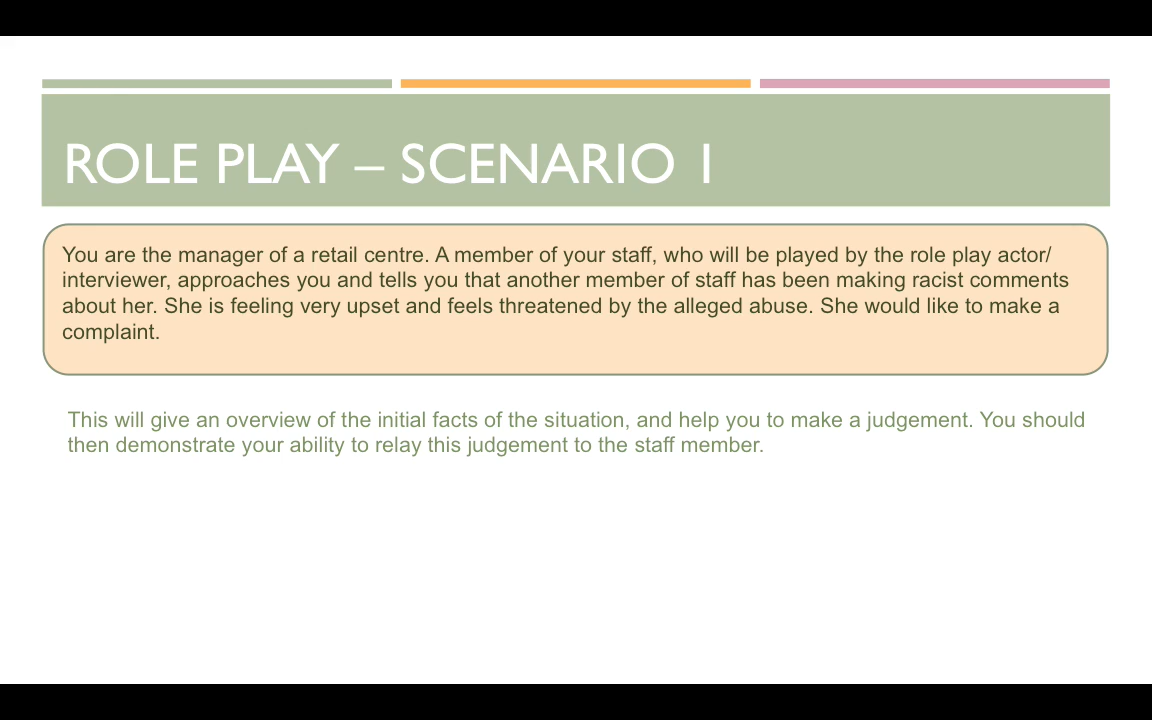 ROLE PLAY – SCENARIO 1
You are the manager of a retail centre. A member of your staff, who will be played by the role play actor/
interviewer, approaches you and tells you that another member of staff has been making racist comments
about her. She is feeling very upset and feels threatened by the alleged abuse. She would like to make a
complaint.
This will give an overview of the initial facts of the situation, and help you to make a judgement. You should
then demonstrate your ability to relay this judgement to the staff member.